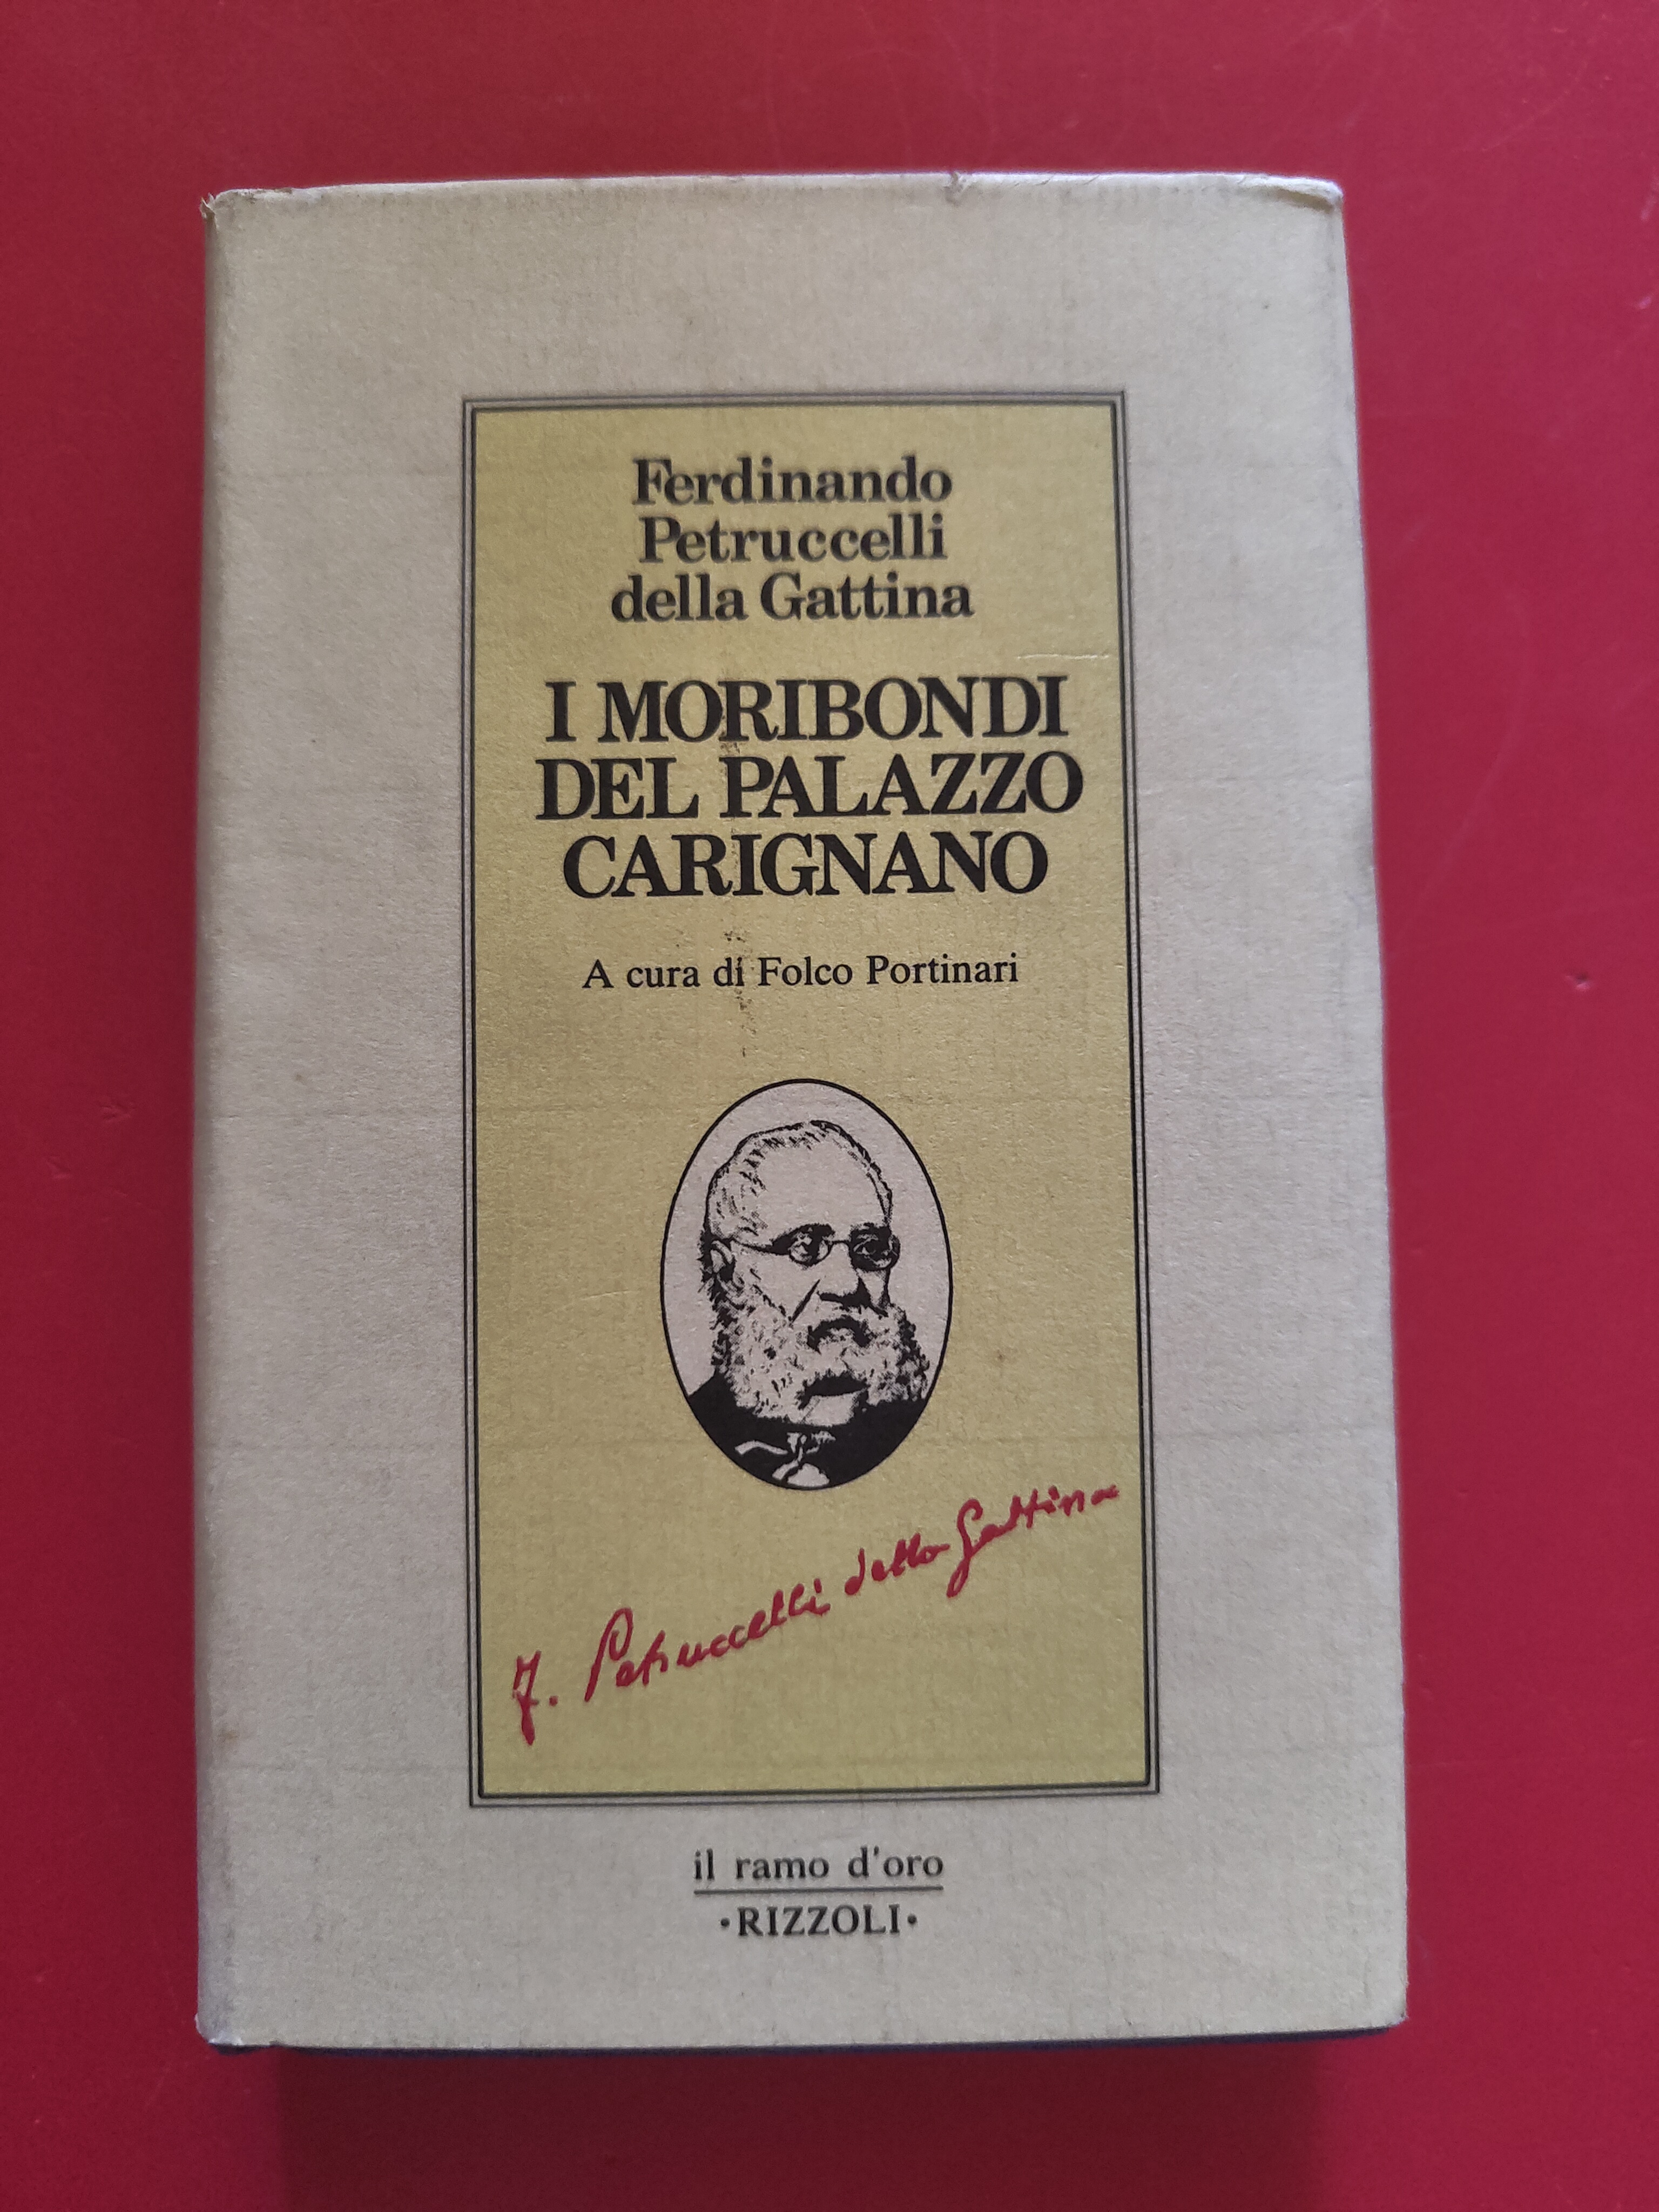 Ferdinando
Petruccelli
della Gattina
I MORIBONDI
DEL PALAZZO
CARIGNANO
A cura di Folco Portinari
F. Petruccelli della Gattina
il ramo d'oro
•RIZZOLI•